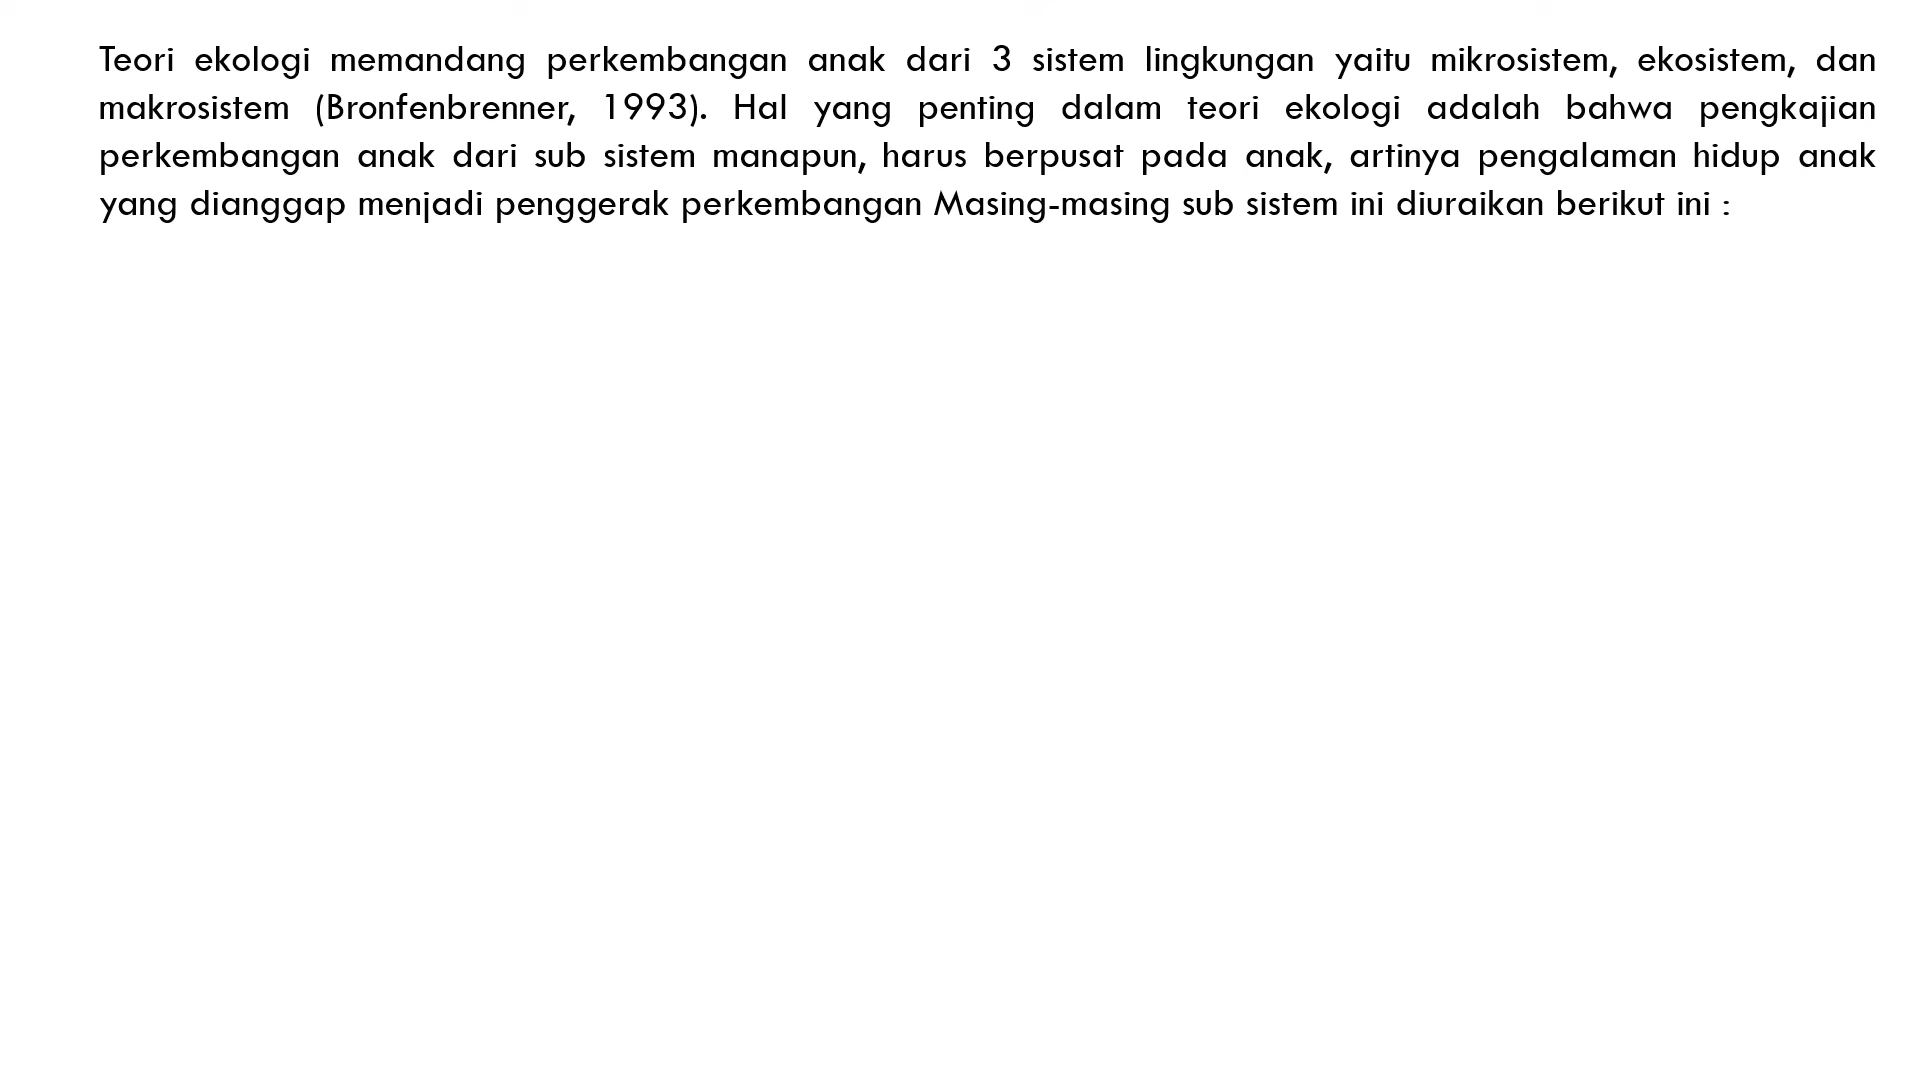 Teori ekologi memandang perkembangan anak dari 3 sistem lingkungan yaitu mikrosistem, ekosistem, dan
makrosistem (Bronfenbrenner, 1993). Hal yang penting dalam teori ekologi adalah bahwa pengkajian
perkembangan anak dari sub sistem manapun, harus berpusat pada anak, artinya pengalaman hidup anak
yang dianggap menjadi penggerak perkembangan Masing-masing sub sistem ini diuraikan berikut ini :